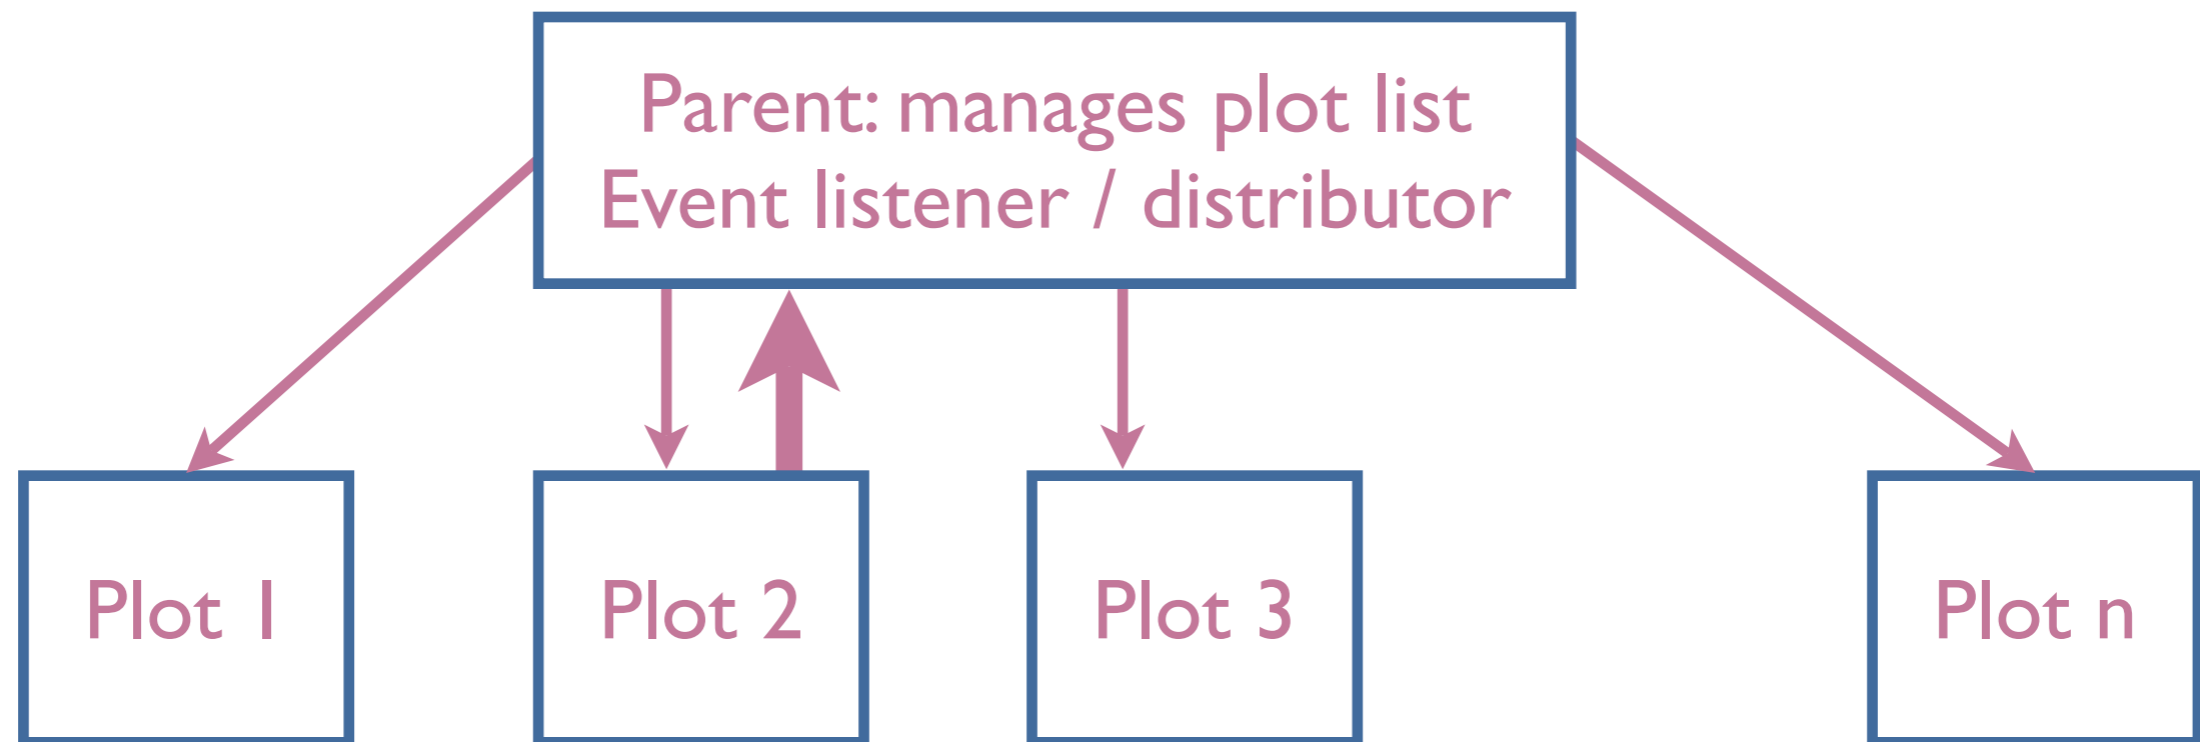 Parent: manages plot list
Event listener / distributor
Plot 1
Plot 2
Plot 3
Plot n